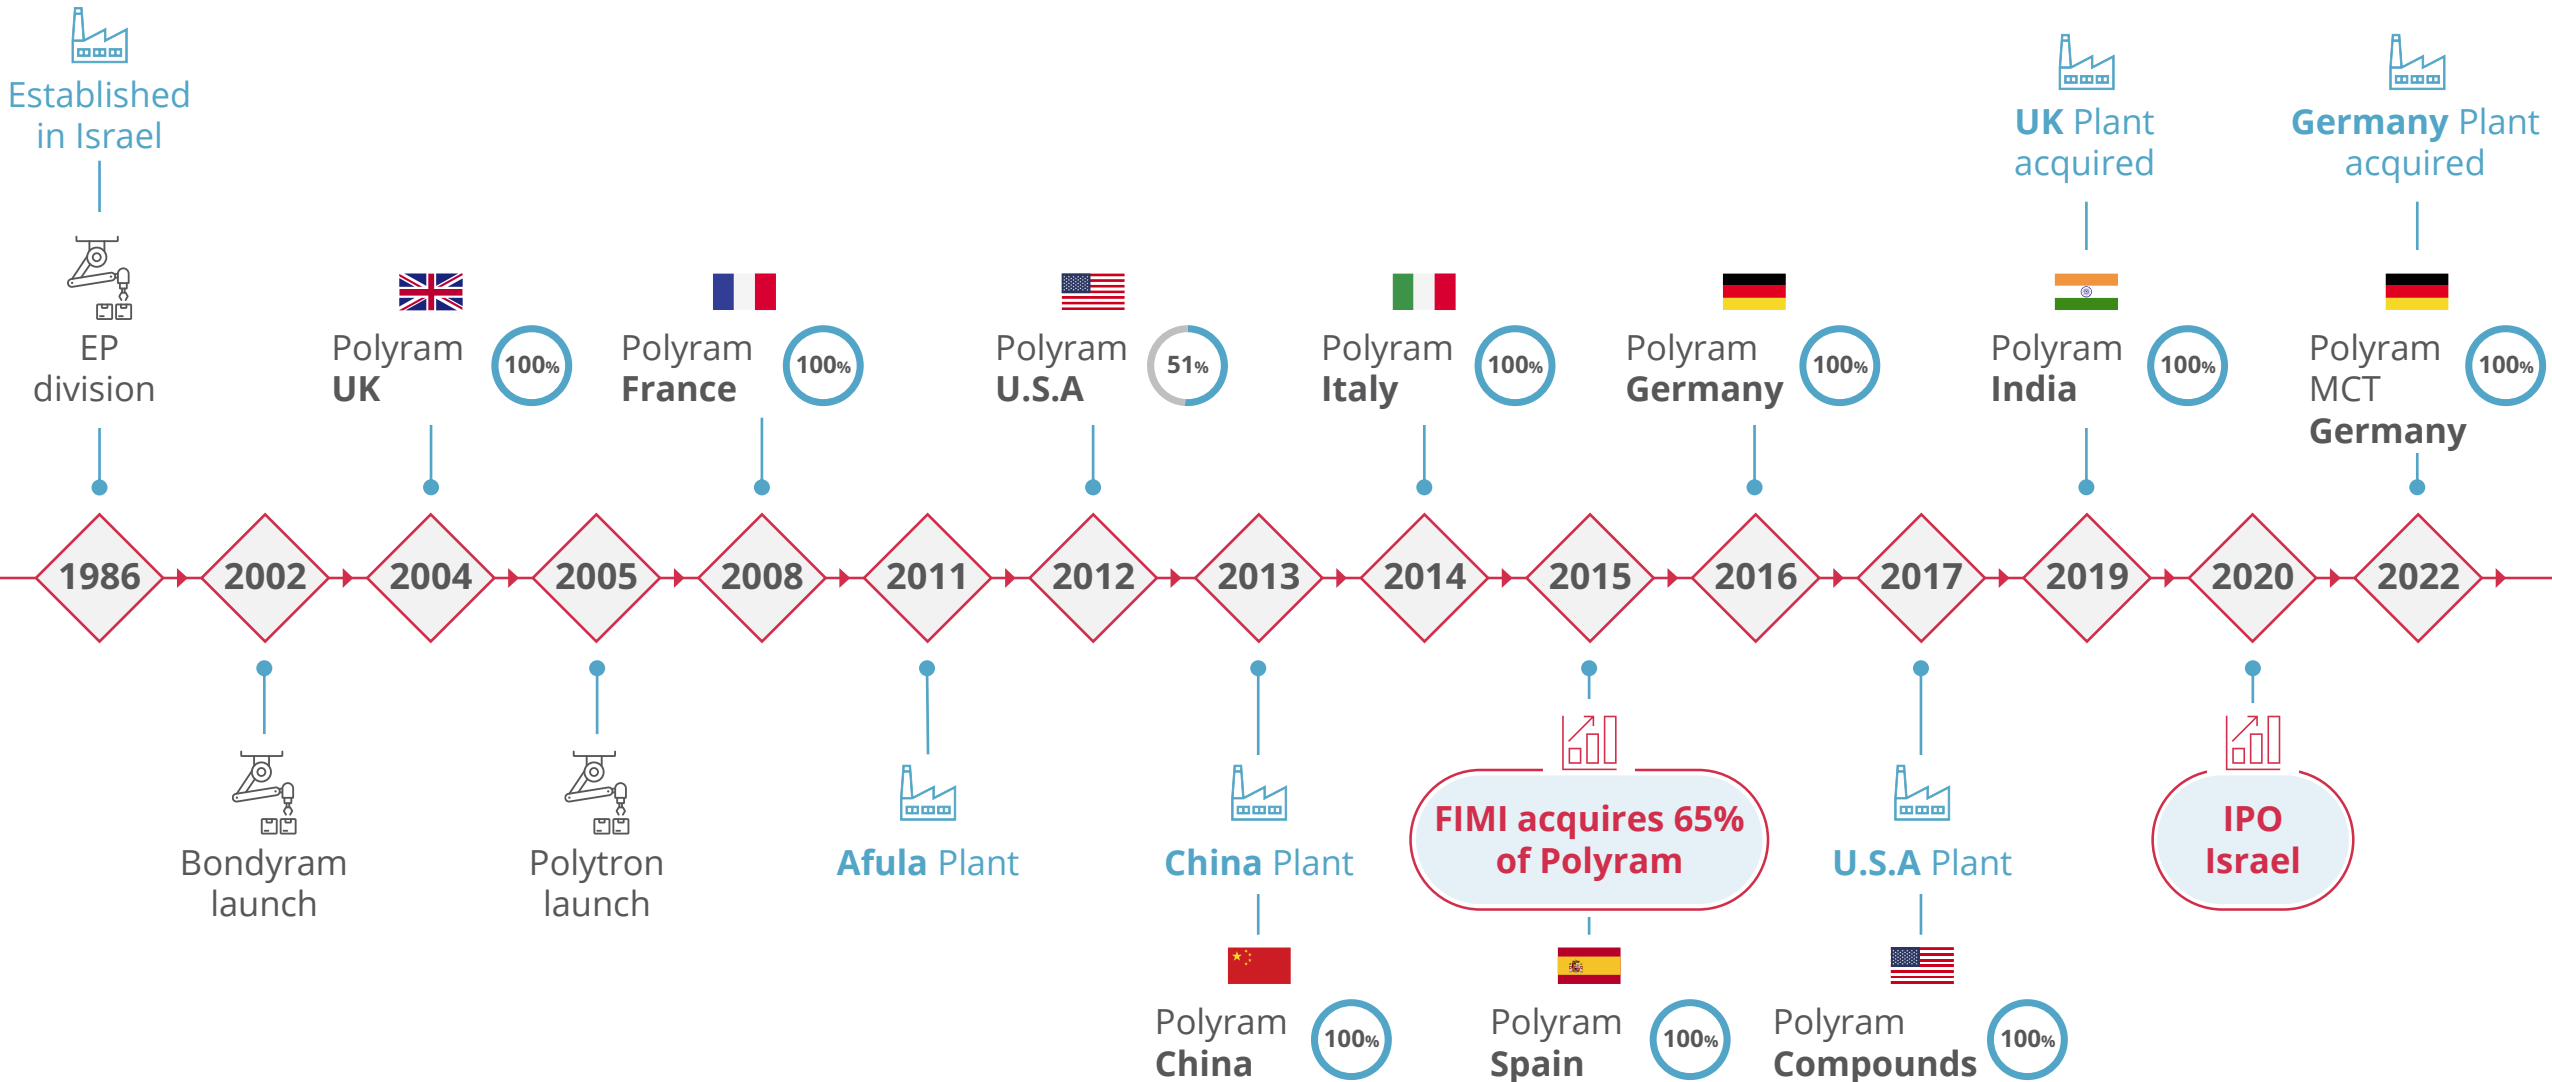 Established
in Israel
EP
division
Polyram
UK
100%
Polyram
France
100%
Polyram
U.S.A
51%
Polyram
Italy
100%
Polyram
Germany
100%
UK Plant
acquired
Polyram
India
100%
Germany Plant
acquired
Polyram
MCT
Germany
100%
1986
2002
2004
2005
2008
2011
2012
2013
2014
2015
2016
2017
2019
2020
2022
Bondyram
launch
Polytron
launch
Afula Plant
China Plant
Polyram
China
100%
FIMI acquires 65%
of Polyram
Polyram
Spain
100%
U.S.A Plant
Polyram
Compounds
100%
IPO
Israel